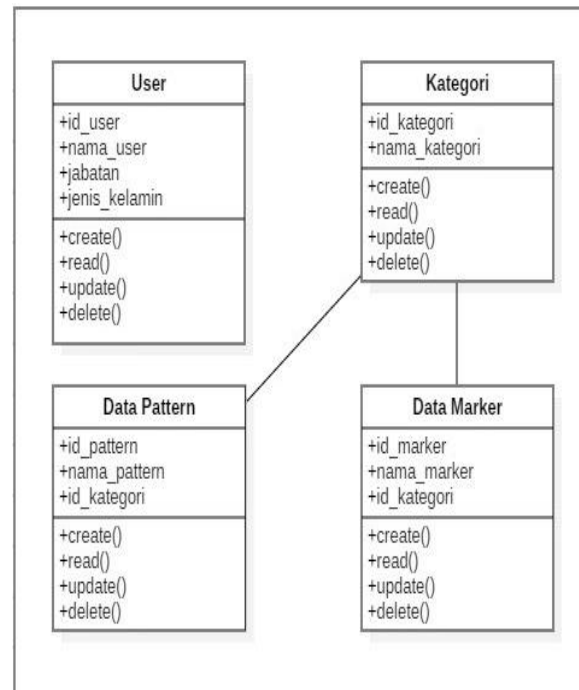 User
+id_user
+nama_user
+jabatan
+jenis_kelamin
+create()
+read()
+update()
+delete()
Kategori
+id_kategori
+nama_kategori
+create()
+read()
+update()
+delete()
Data Pattern
+id_pattern
+nama_pattern
+id_kategori
+create()
+read()
+update()
+delete()
Data Marker
+id_marker
+nama_marker
+id_kategori
+create()
+read()
+update()
+delete()